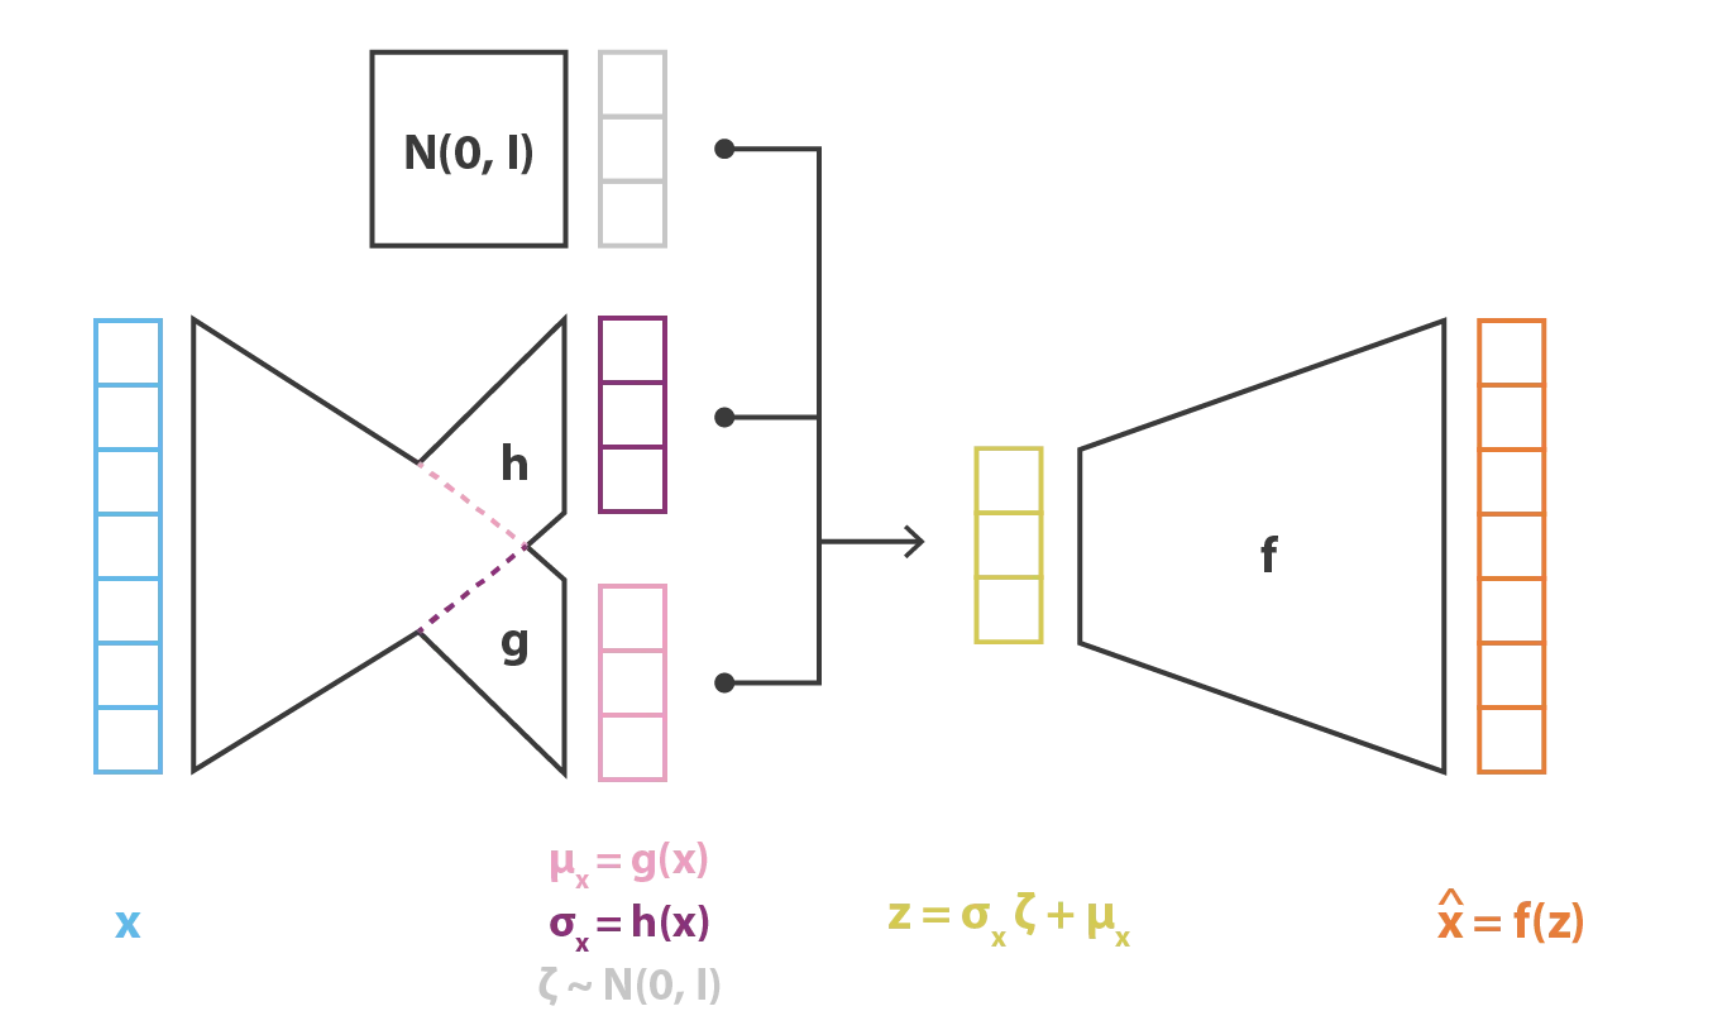 N(0, I)
h
g
f
x
μₓ = g(x)
σₓ = h(x)
ζ ~ N(0, I)
z = σₓ ζ + μₓ
x̂ = f(z)